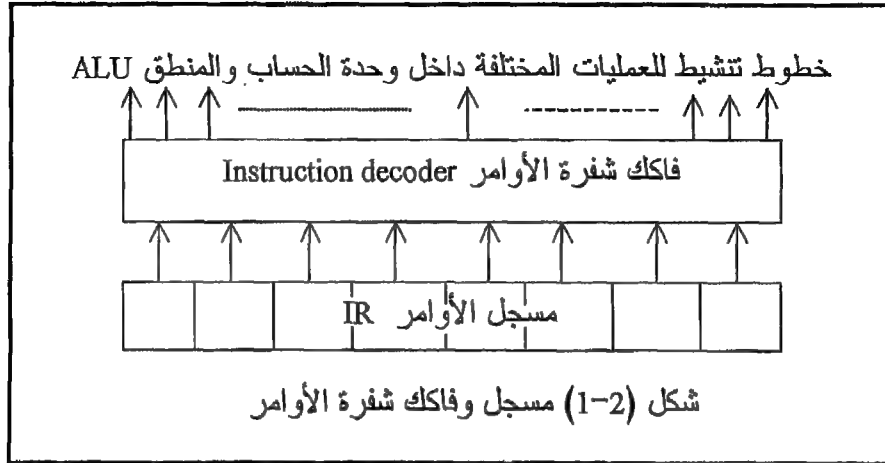 خطوط تتشيط للعمليات المختلفة داخل وحدة الحساب والمنطق ALU
فاكك شفرة الأوامر Instruction decoder
مسجل الأوامر IR
شكل (2-1) مسجل وفاكك شفرة الأوامر